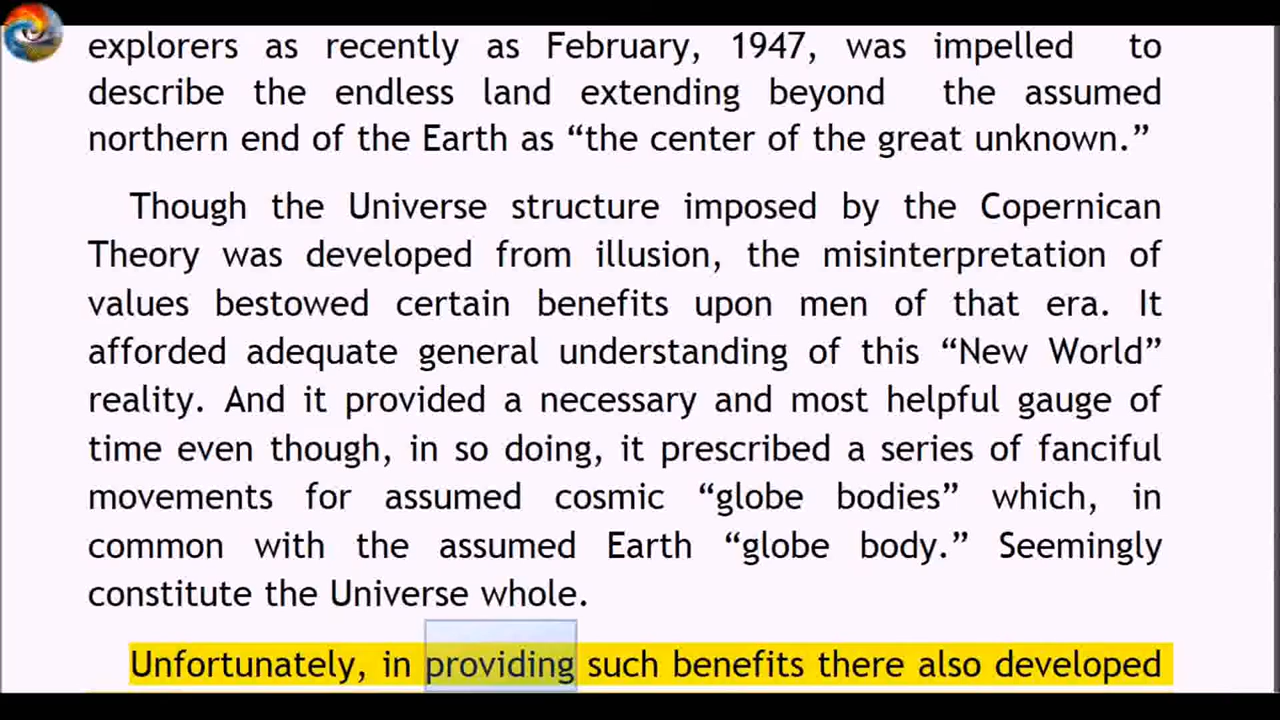 explorers as recently as February, 1947, was impelled to
describe the endless land extending beyond the assumed
northern end of the Earth as “the center of the great unknown.”
Though the Universe structure imposed by the Copernican
Theory was developed from illusion, the misinterpretation of
values bestowed certain benefits upon men of that era. It
afforded adequate general understanding of this “New World”
reality. And it provided a necessary and most helpful gauge of
time even though, in so doing, it prescribed a series of fanciful
movements for assumed cosmic “globe bodies” which, in
common with the assumed Earth “globe body.” Seemingly
constitute the Universe whole.
Unfortunately, in providing such benefits there also developed